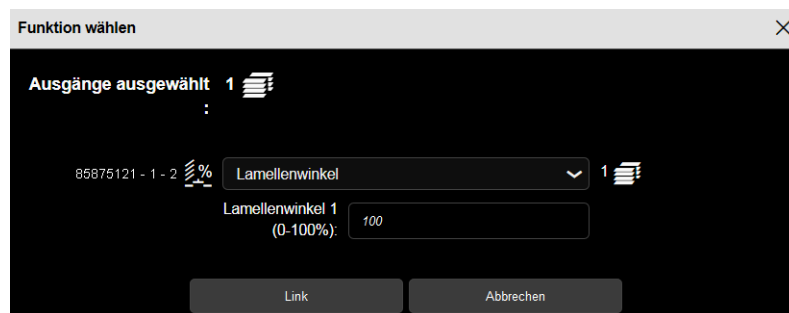 Funktion wählen
Ausgänge ausgewählt 1
:
85875121 - 1 - 2 % Lamellenwinkel 1
Lamellenwinkel 1
(0-100%): 100
Link Abbrechen